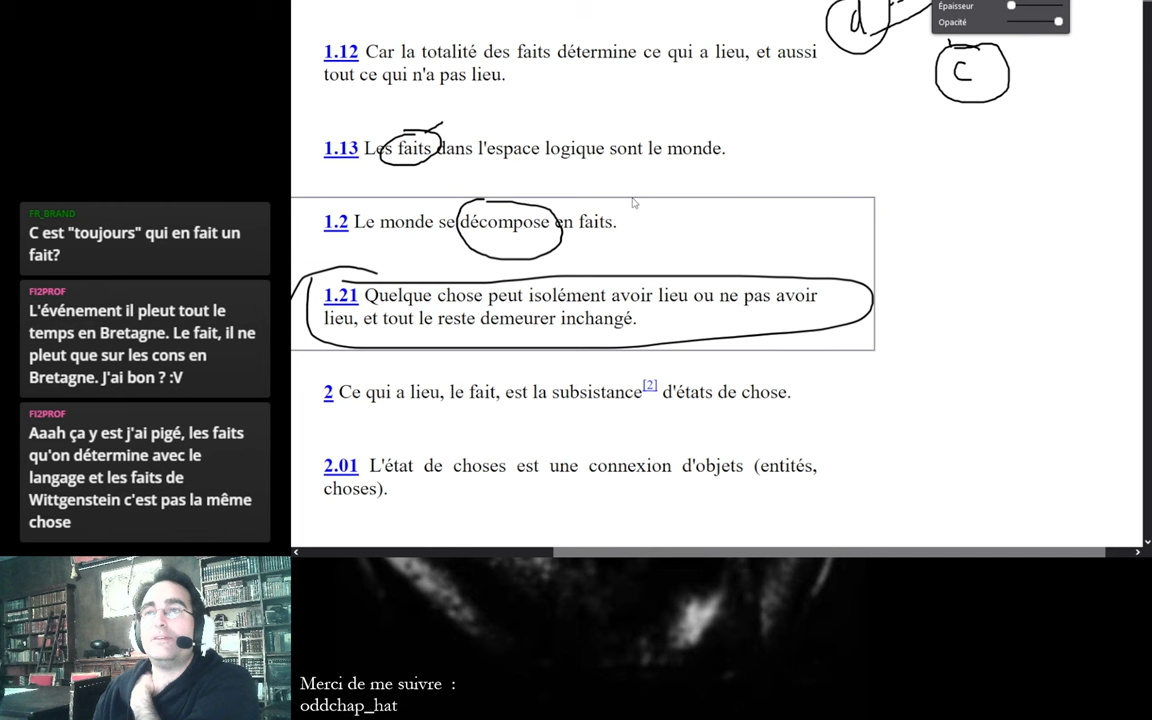 Épaisseur
Opacité
d
C
1.12 Car la totalité des faits détermine ce qui a lieu, et aussi
tout ce qui n'a pas lieu.
1.13 Les faits dans l'espace logique sont le monde.
1.2 Le monde se décompose en faits.
1.21 Quelque chose peut isolément avoir lieu ou ne pas avoir
lieu, et tout le reste demeurer inchangé.
2 Ce qui a lieu, le fait, est la subsistance[2] d'états de chose.
2.01 L'état de choses est une connexion d'objets (entités,
choses).
FR_BRAND
C est "toujours" qui en fait un
fait?
FI2PROF
L'événement il pleut tout le
temps en Bretagne. Le fait, il ne
pleut que sur les cons en
Bretagne. J'ai bon ? :V
FI2PROF
Aaah ça y est j'ai pigé, les faits
qu'on détermine avec le
langage et les faits de
Wittgenstein c'est pas la même
chose
Merci de me suivre :
oddchap_hat